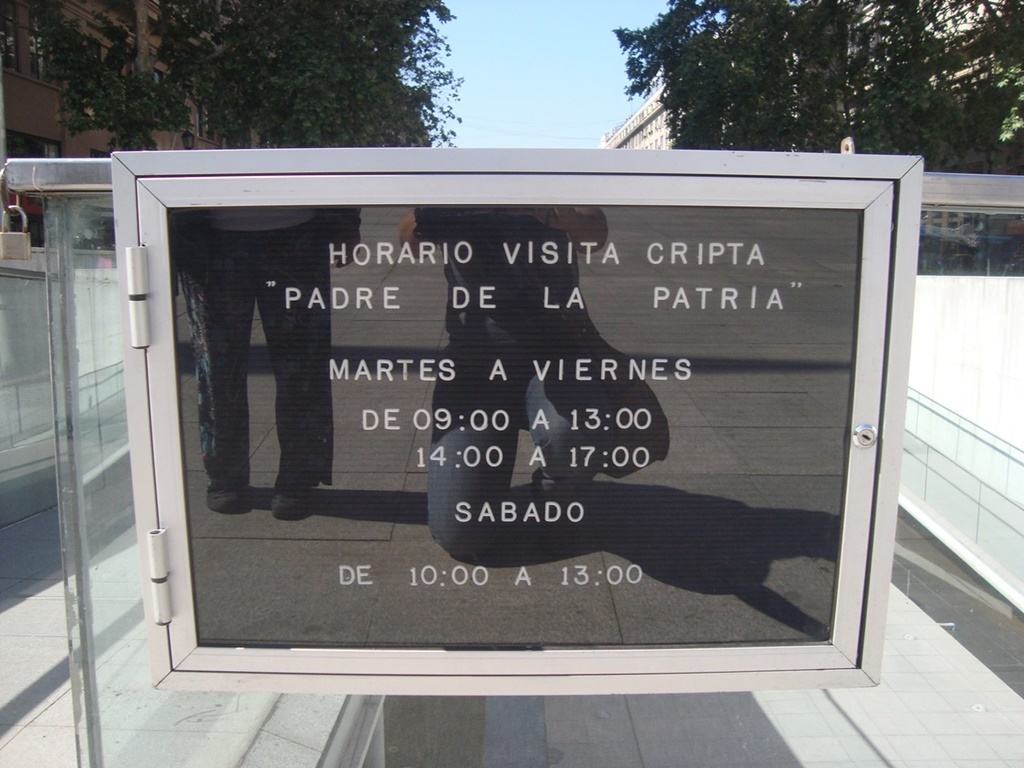 HORARIO VISITA CRIPTA
"PADRE DE LA PATRIA"
MARTES A VIERNES
DE 09:00 A 13:00
14:00 A 17:00
SABADO
DE 10:00 A 13:00